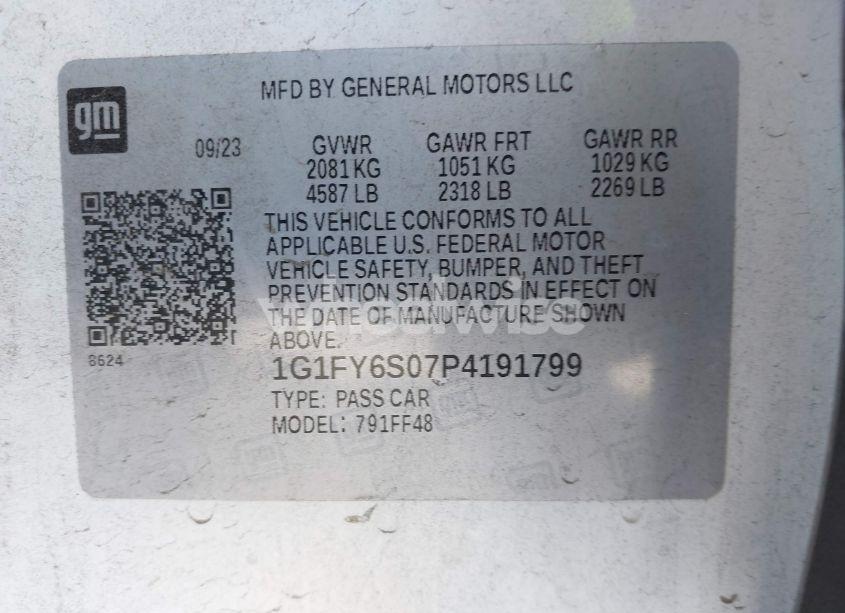 MFD BY GENERAL MOTORS LLC
gm
09/23 GVWR GAWR FRT GAWR RR
2081 KG 1051 KG 1029 KG
4587 LB 2318 LB 2269 LB
THIS VEHICLE CONFORMS TO ALL
APPLICABLE U.S. FEDERAL MOTOR
VEHICLE SAFETY, BUMPER, AND THEFT
PREVENTION STANDARDS IN EFFECT ON
THE DATE OF MANUFACTURE SHOWN
ABOVE.
8624
1G1FY6S07P4191799
TYPE: PASS CAR
MODEL: 791FF48